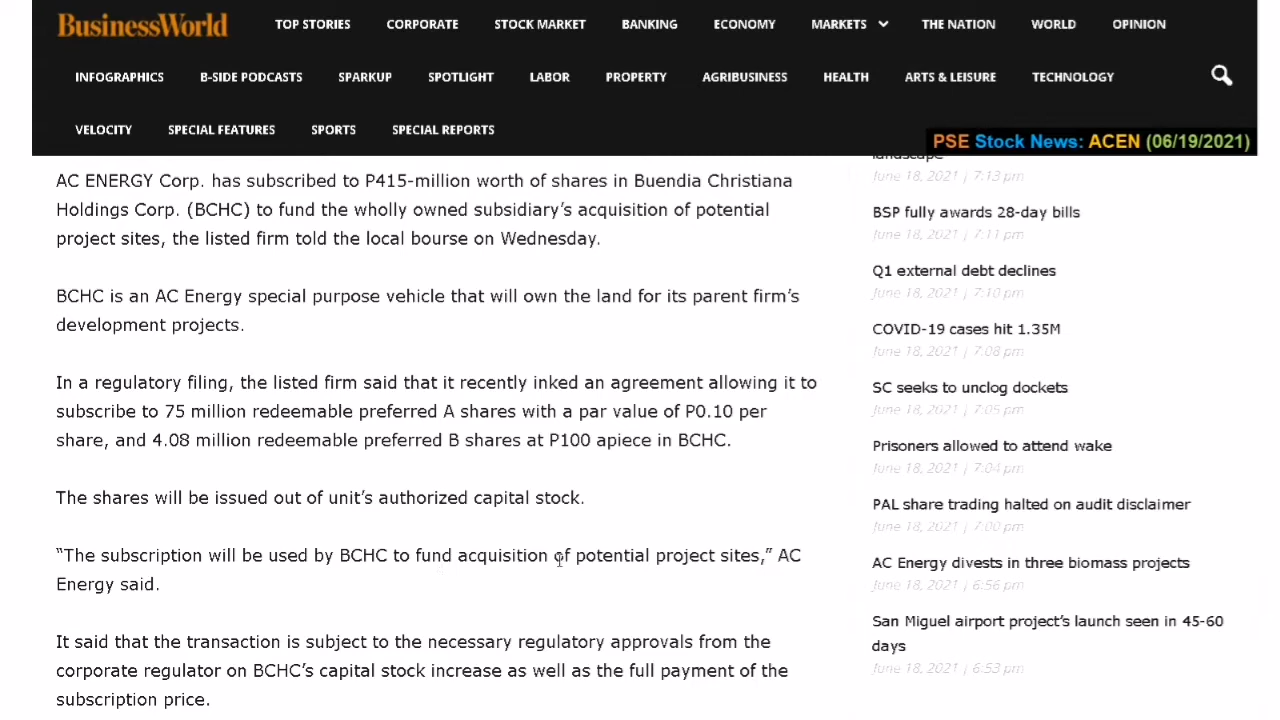 BusinessWorld
TOP STORIES CORPORATE STOCK MARKET BANKING ECONOMY MARKETS THE NATION WORLD OPINION
INFOGRAPHICS B-SIDE PODCASTS SPARKUP SPOTLIGHT LABOR PROPERTY AGRIBUSINESS HEALTH ARTS & LEISURE TECHNOLOGY
VELOCITY SPECIAL FEATURES SPORTS SPECIAL REPORTS
PSE Stock News: ACEN (06/19/2021)
AC ENERGY Corp. has subscribed to P415-million worth of shares in Buendia Christiana
Holdings Corp. (BCHC) to fund the wholly owned subsidiary’s acquisition of potential
project sites, the listed firm told the local bourse on Wednesday.
BCHC is an AC Energy special purpose vehicle that will own the land for its parent firm’s
development projects.
In a regulatory filing, the listed firm said that it recently inked an agreement allowing it to
subscribe to 75 million redeemable preferred A shares with a par value of P0.10 per
share, and 4.08 million redeemable preferred B shares at P100 apiece in BCHC.
The shares will be issued out of unit’s authorized capital stock.
“The subscription will be used by BCHC to fund acquisition of potential project sites,” AC
Energy said.
It said that the transaction is subject to the necessary regulatory approvals from the
corporate regulator on BCHC’s capital stock increase as well as the full payment of the
subscription price.
landscape
June 18, 2021 | 7:13 pm
BSP fully awards 28-day bills
June 18, 2021 | 7:11 pm
Q1 external debt declines
June 18, 2021 | 7:10 pm
COVID-19 cases hit 1.35M
June 18, 2021 | 7:08 pm
SC seeks to unclog dockets
June 18, 2021 | 7:05 pm
Prisoners allowed to attend wake
June 18, 2021 | 7:04 pm
PAL share trading halted on audit disclaimer
June 18, 2021 | 7:00 pm
AC Energy divests in three biomass projects
June 18, 2021 | 6:56 pm
San Miguel airport project’s launch seen in 45-60
days
June 18, 2021 | 6:53 pm